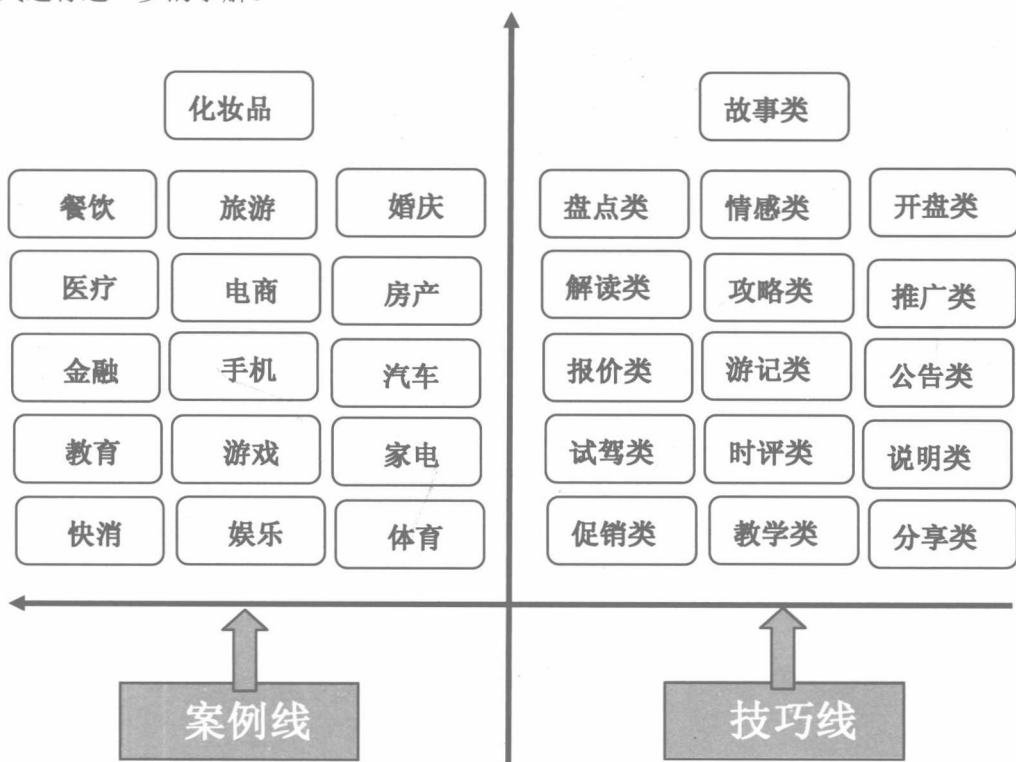 化妆品 故事类
餐饮 旅游 婚庆 盘点类 情感类 开盘类
医疗 电商 房产 解读类 攻略类 推广类
金融 手机 汽车 报价类 游记类 公告类
教育 游戏 家电 试驾类 时评类 说明类
快消 娱乐 体育 促销类 教学类 分享类
案例线 技巧线